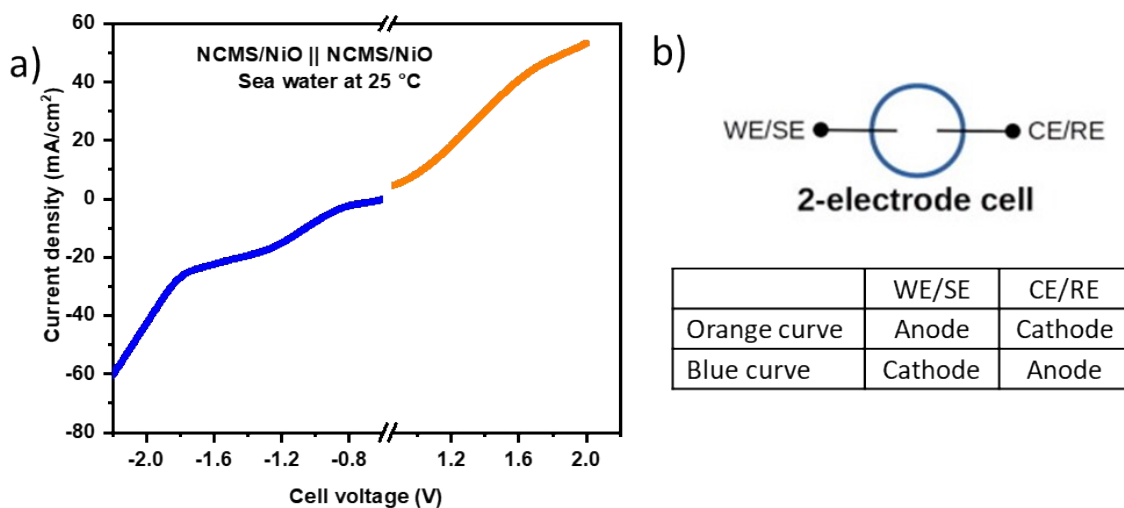 a)
60
40
20
0
-20
-40
-60
-80
Current density (mA/cm²)
NCMS/NiO || NCMS/NiO
Sea water at 25 °C
-2.0 -1.6 -1.2 -0.8 1.2 1.6 2.0
Cell voltage (V)
b)
WE/SE CE/RE
2-electrode cell
WE/SE CE/RE
Orange curve Anode Cathode
Blue curve Cathode Anode